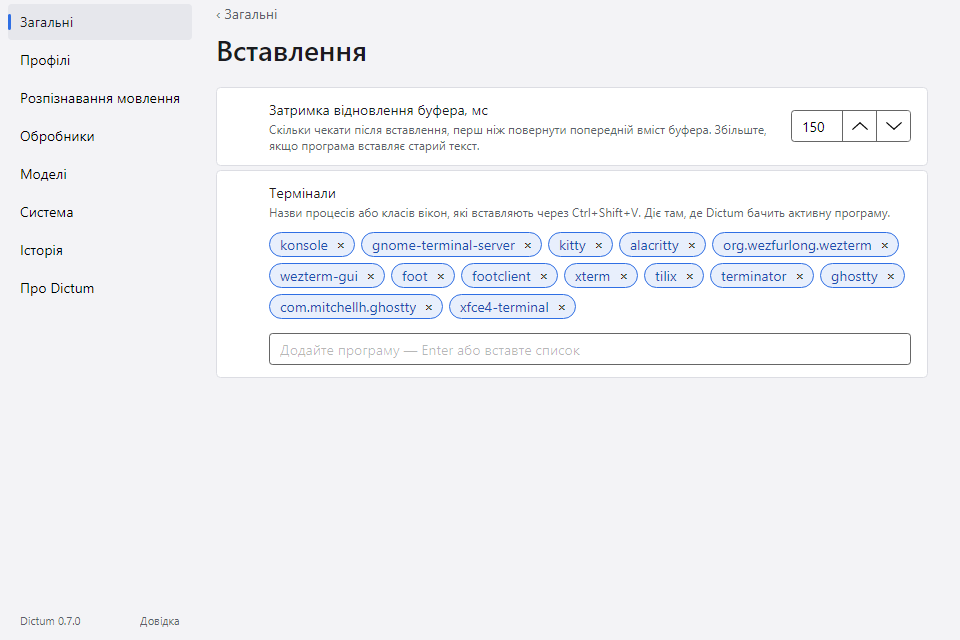 Загальні
Профілі
Розпізнавання мовлення
Обробники
Моделі
Система
Історія
Про Dictum
Dictum 0.7.0
Довідка
‹ Загальні
Вставлення
Затримка відновлення буфера, мс
Скільки чекати після вставлення, перш ніж повернути попередній вміст буфера. Збільште,
якщо програма вставляє старий текст.
150
Термінали
Назви процесів або класів вікон, які вставляють через Ctrl+Shift+V. Діє там, де Dictum бачить активну програму.
konsole × gnome-terminal-server × kitty × alacritty × org.wezfurlong.wezterm ×
wezterm-gui × foot × footclient × xterm × tilix × terminator × ghostty ×
com.mitchellh.ghostty × xfce4-terminal ×
Додайте програму — Enter або вставте список